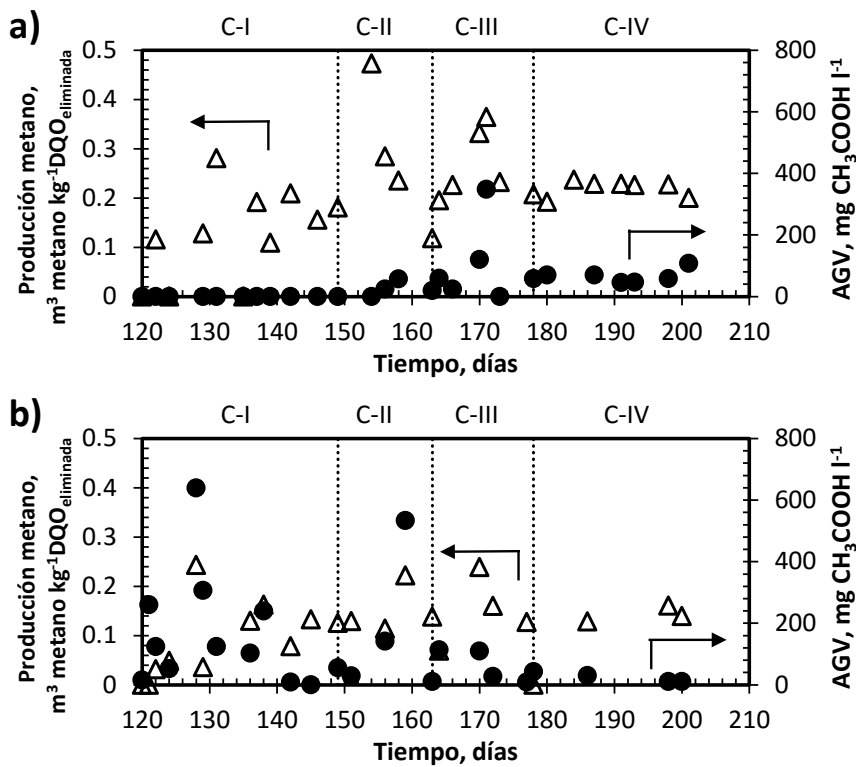 a)
C-I C-II C-III C-IV
Producción metano,
m³ metano kg⁻¹DQO_eliminada
0.5
0.4
0.3
0.2
0.1
0
800
600
400
200
0
AGV, mg CH₃COOH l⁻¹
120 130 140 150 160 170 180 190 200 210
Tiempo, días
b)
C-I C-II C-III C-IV
Producción metano,
m³ metano kg⁻¹DQO_eliminada
0.5
0.4
0.3
0.2
0.1
0
800
600
400
200
0
AGV, mg CH₃COOH l⁻¹
120 130 140 150 160 170 180 190 200 210
Tiempo, días